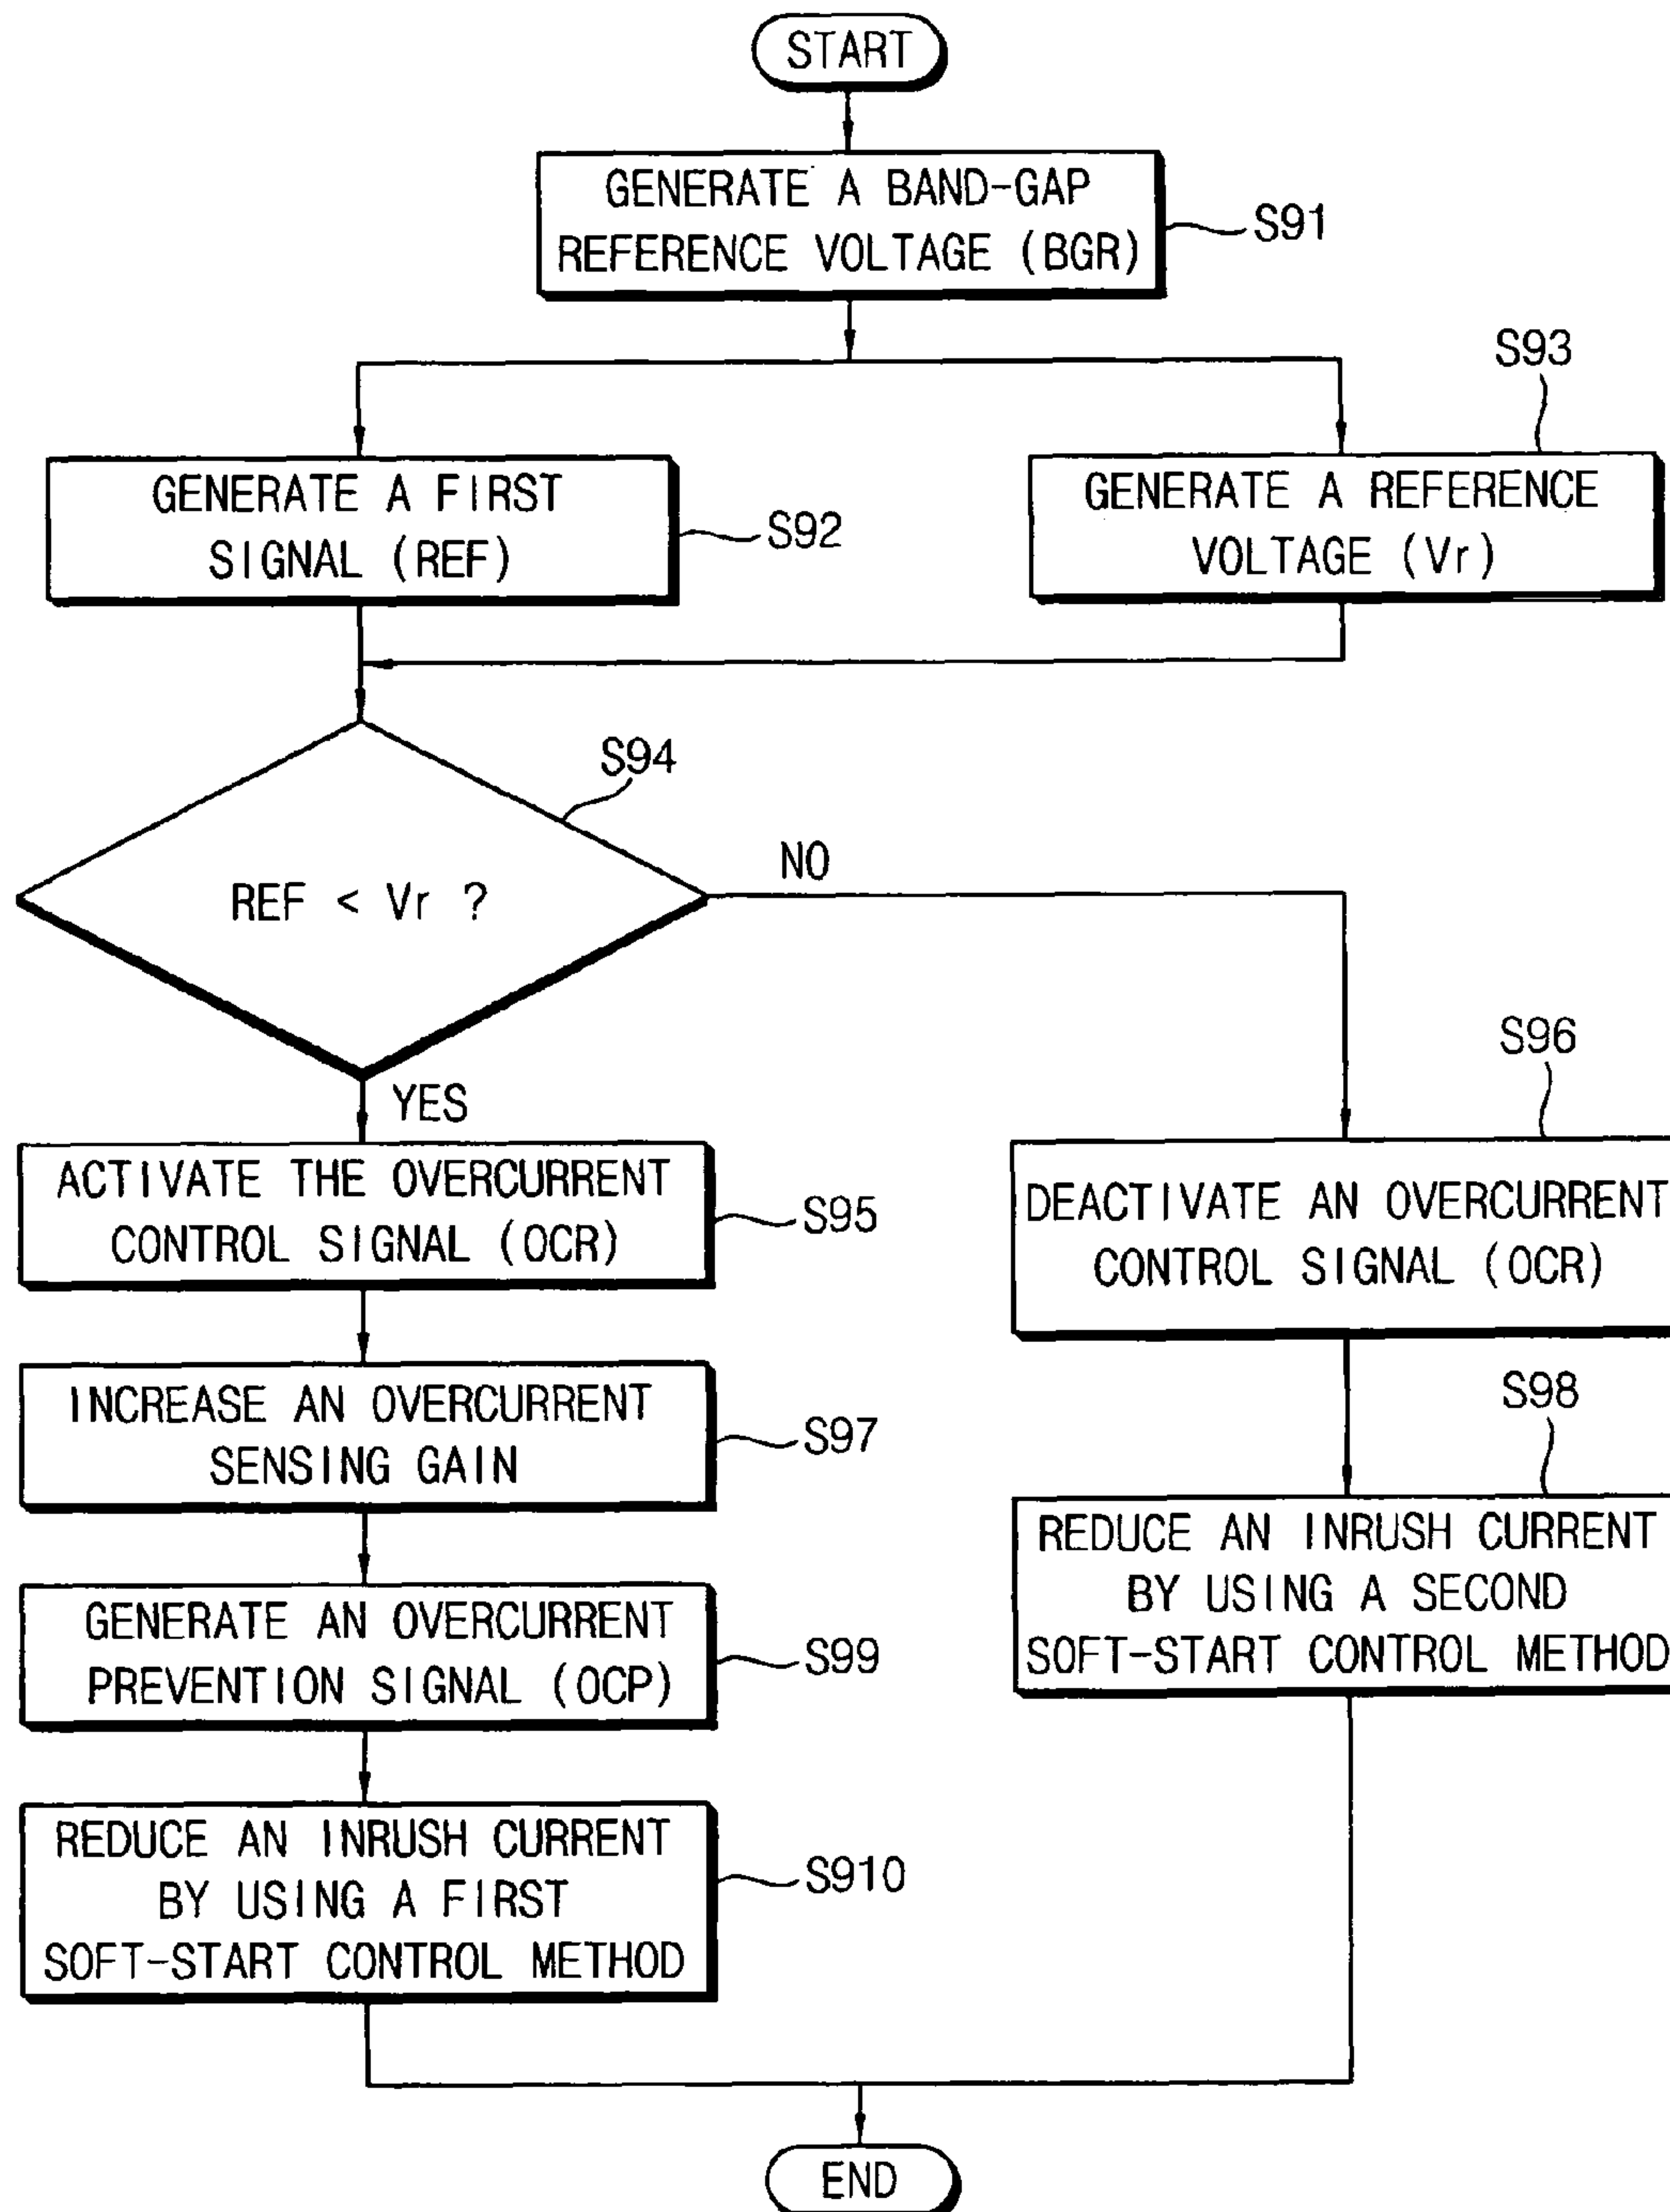 START
GENERATE A BAND-GAP
REFERENCE VOLTAGE (BGR)
S91
S93
GENERATE A FIRST
SIGNAL (REF)
S92
GENERATE A REFERENCE
VOLTAGE (Vr)
S94
REF < Vr ?
NO
YES
S96
ACTIVATE THE OVERCURRENT
CONTROL SIGNAL (OCR)
S95
DEACTIVATE AN OVERCURRENT
CONTROL SIGNAL (OCR)
INCREASE AN OVERCURRENT
SENSING GAIN
S97
S98
REDUCE AN INRUSH CURRENT
BY USING A SECOND
SOFT-START CONTROL METHOD
GENERATE AN OVERCURRENT
PREVENTION SIGNAL (OCP)
S99
REDUCE AN INRUSH CURRENT
BY USING A FIRST
SOFT-START CONTROL METHOD
S910
END